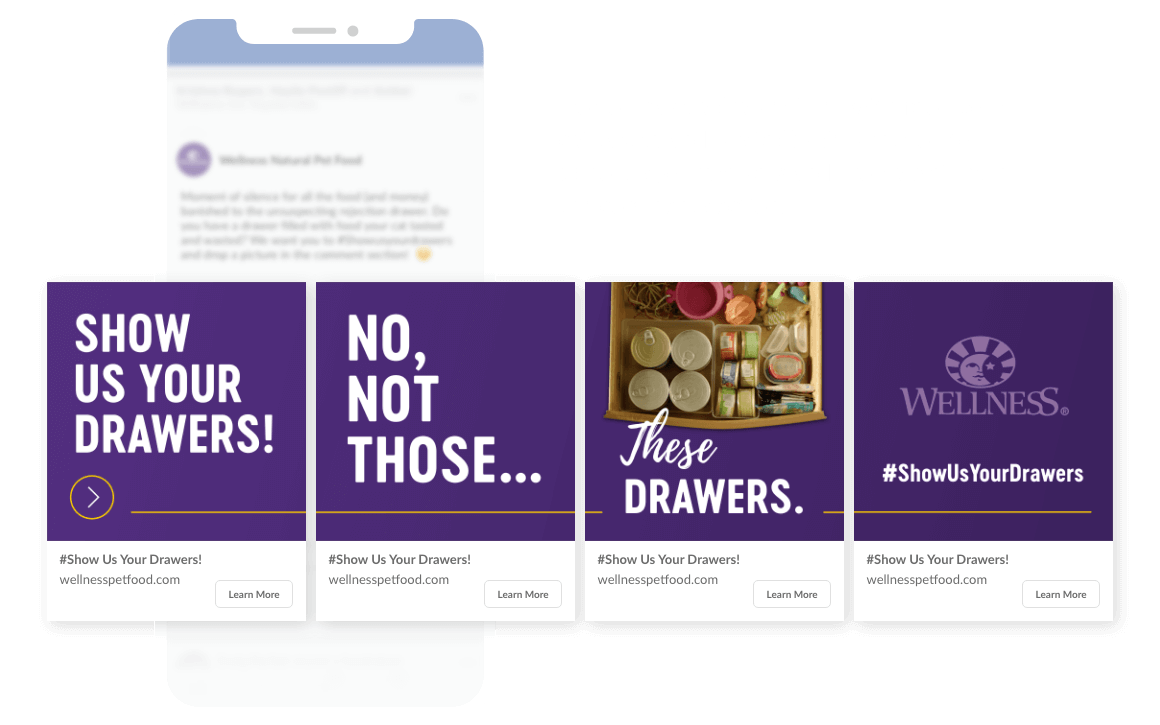 Wellness Natural Pet Food
Moment of silence for all the food (and money)
banished to the unsuspecting rejection drawer. Do
you have a drawer filled with food your cat tasted
and wasted? We want you to #Showusyourdrawers
and drop a picture in the comment section!
SHOW
US YOUR
DRAWERS!
#Show Us Your Drawers!
wellnesspetfood.com
Learn More
NO,
NOT
THOSE...
#Show Us Your Drawers!
wellnesspetfood.com
Learn More
These
DRAWERS.
#Show Us Your Drawers!
wellnesspetfood.com
Learn More
WELLNESS®
#ShowUsYourDrawers
#Show Us Your Drawers!
wellnesspetfood.com
Learn More